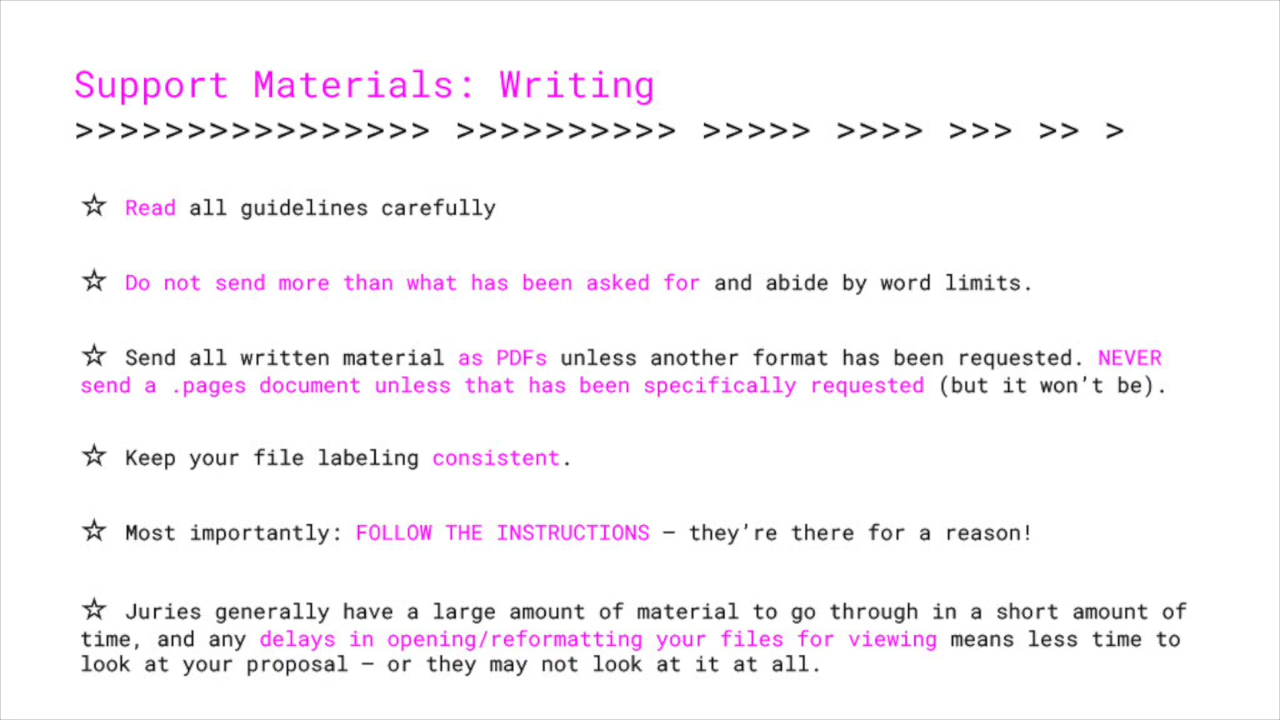 Support Materials: Writing
>>>>>>>>>>>>>>>> >>>>>>>>>> >>>>> >>>> >>> >> >
☆ Read all guidelines carefully
☆ Do not send more than what has been asked for and abide by word limits.
☆ Send all written material as PDFs unless another format has been requested. NEVER
send a .pages document unless that has been specifically requested (but it won’t be).
☆ Keep your file labeling consistent.
☆ Most importantly: FOLLOW THE INSTRUCTIONS – they’re there for a reason!
☆ Juries generally have a large amount of material to go through in a short amount of
time, and any delays in opening/reformatting your files for viewing means less time to
look at your proposal – or they may not look at it at all.